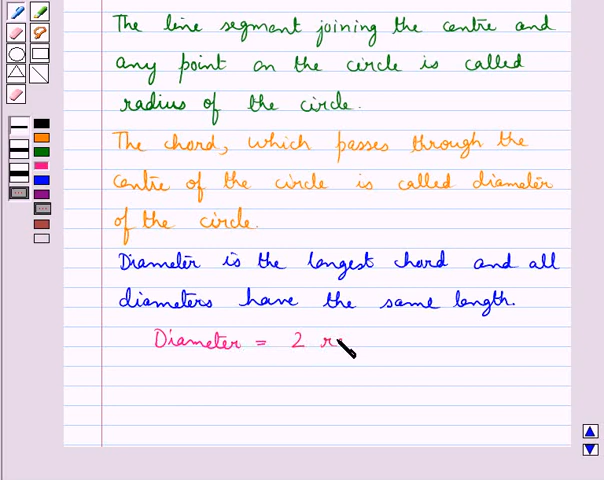 The line segment joining the centre and
any point on the circle is called
radius of the circle.
The chord, which passes through the
centre of the circle is called diameter
of the circle.
Diameter is the longest chord and all
diameters have the same length.
Diameter = 2 r